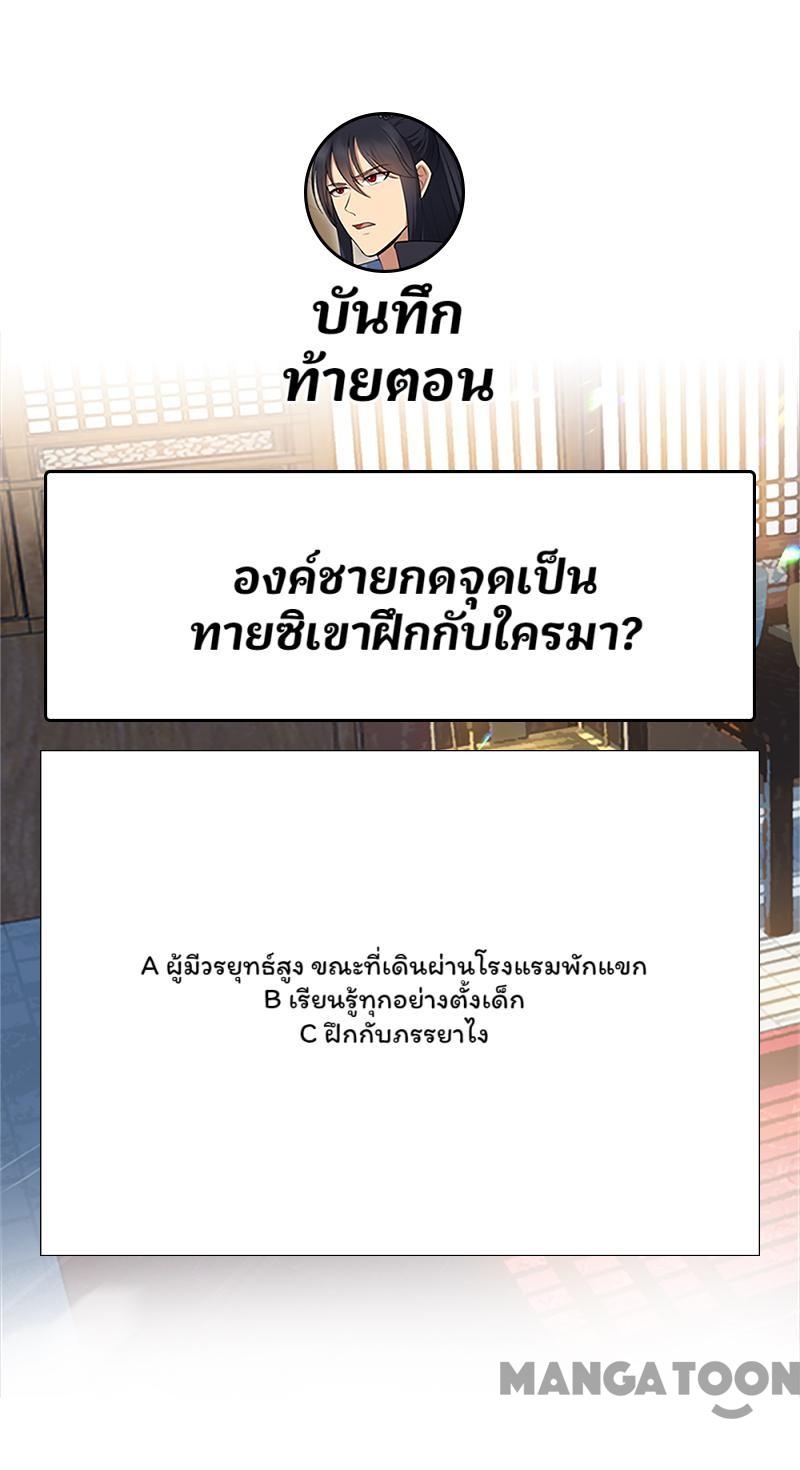 บันทึก
ท้ายตอน
องค์ชายกดจุดเป็น
ทายซิเขาฝึกกับใครมา?
A ผู้มีวรยุทธ์สูง ขณะที่เดินผ่านโรงแรมพักแขก
B เรียนรู้ทุกอย่างตั้งเด็ก
C ฝึกกับภรรยาไง
MANGATOON